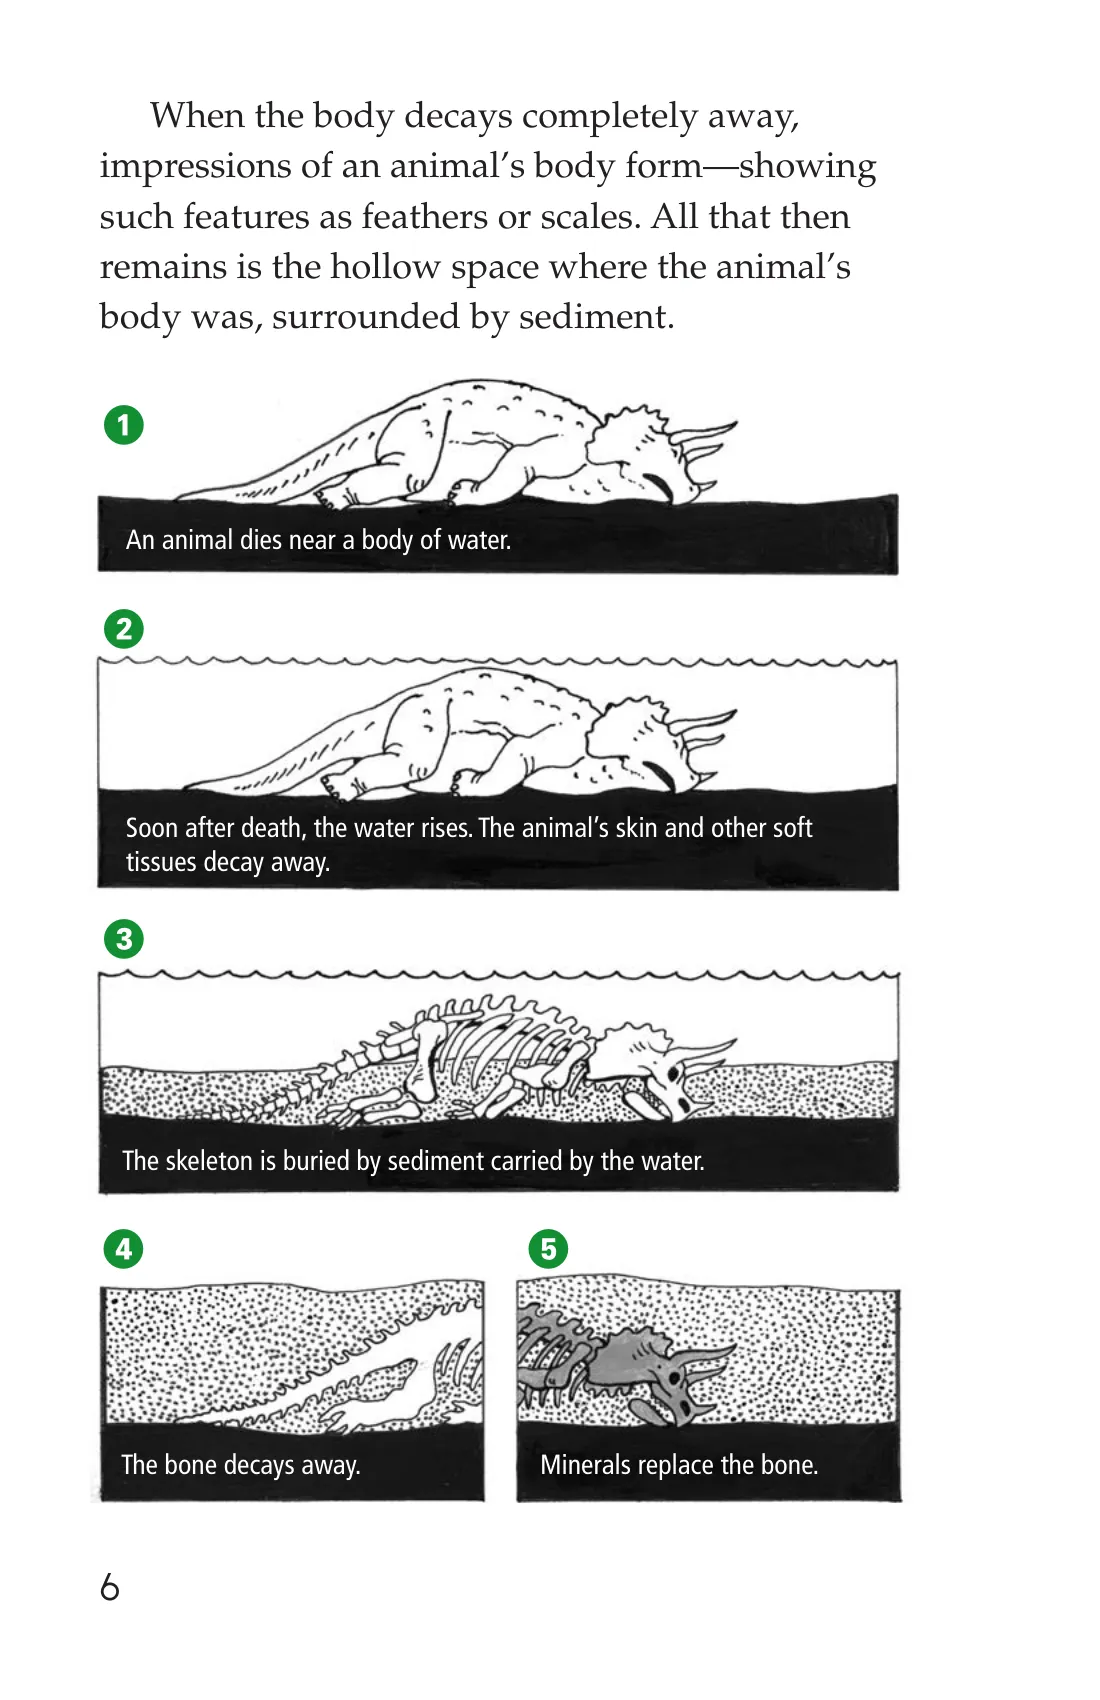 When the body decays completely away,
impressions of an animal’s body form—showing
such features as feathers or scales. All that then
remains is the hollow space where the animal’s
body was, surrounded by sediment.
1
An animal dies near a body of water.
2
Soon after death, the water rises. The animal’s skin and other soft
tissues decay away.
3
The skeleton is buried by sediment carried by the water.
4
The bone decays away.
5
Minerals replace the bone.
6